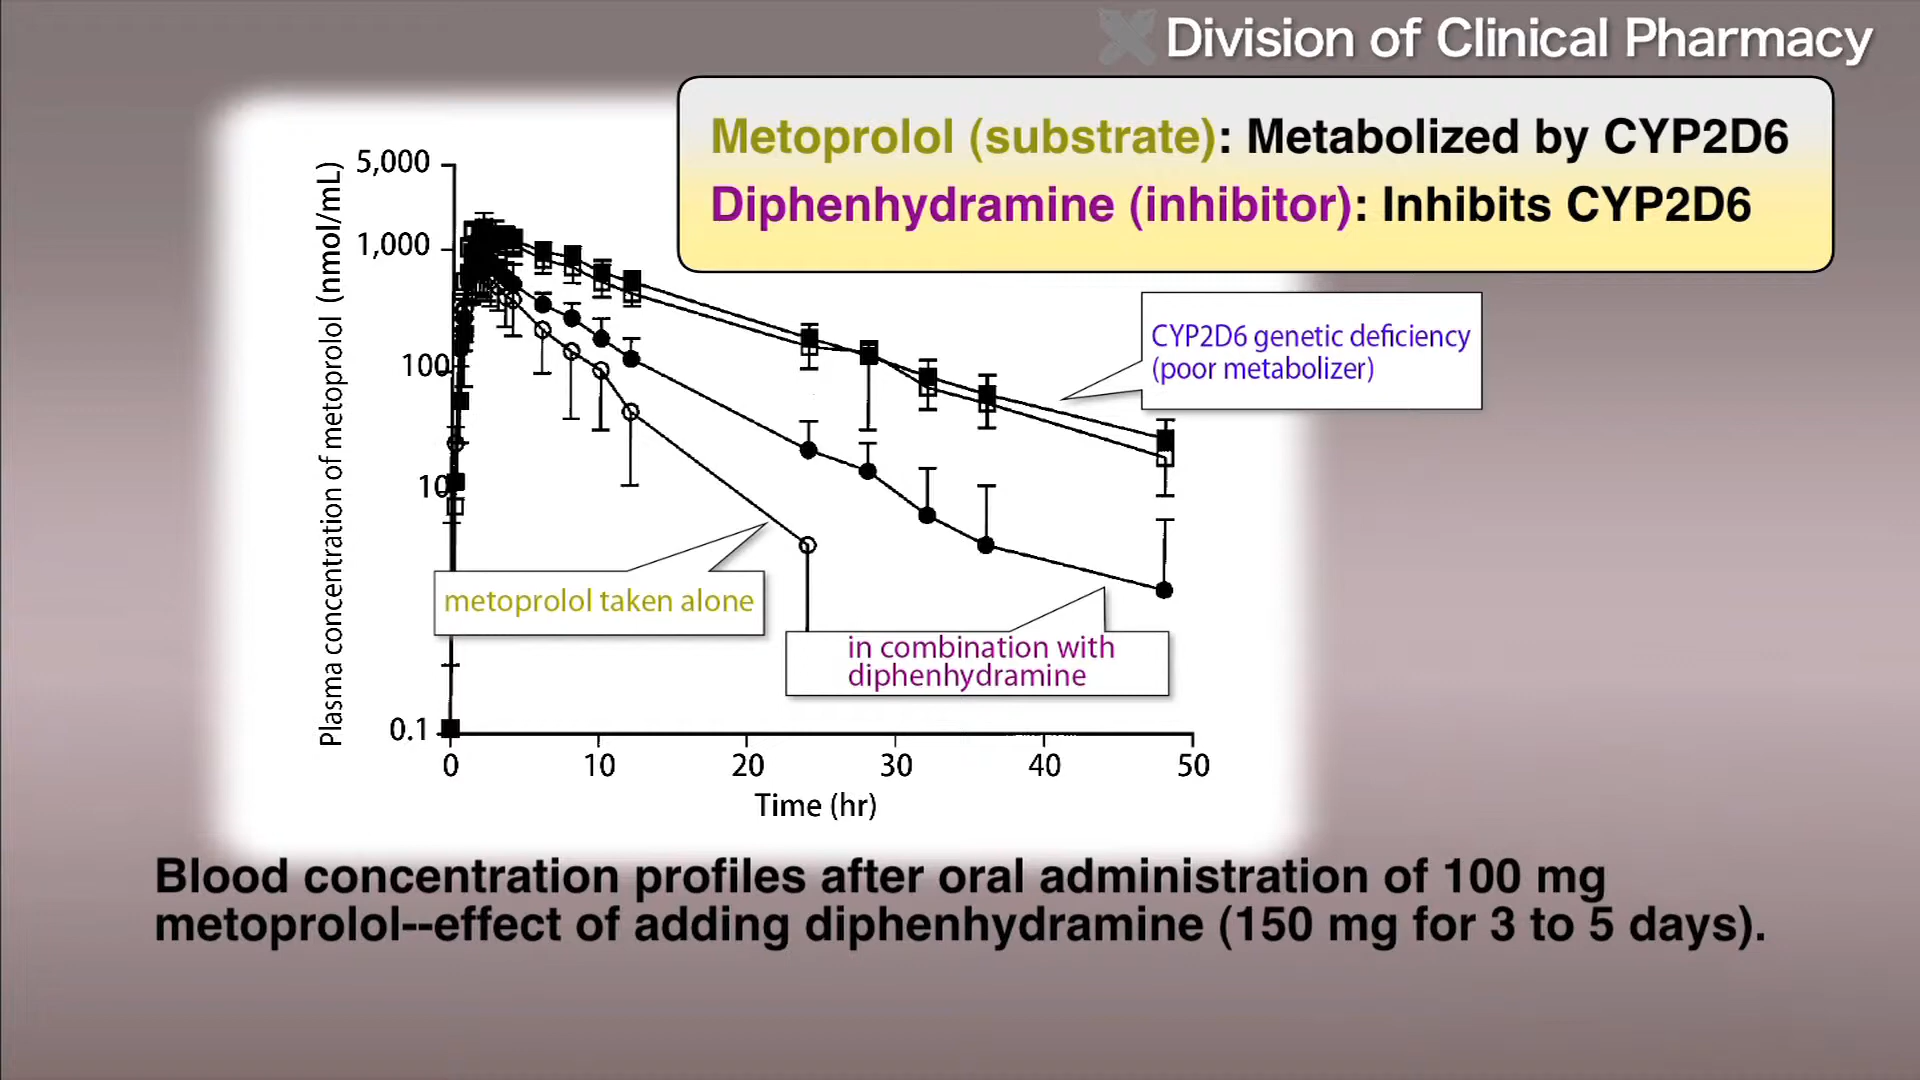 Division of Clinical Pharmacy
Metoprolol (substrate): Metabolized by CYP2D6
Diphenhydramine (inhibitor): Inhibits CYP2D6
Plasma concentration of metoprolol (nmol/mL)
5,000
1,000
100
10
0.1
CYP2D6 genetic deficiency
(poor metabolizer)
metoprolol taken alone
in combination with
diphenhydramine
0 10 20 30 40 50
Time (hr)
Blood concentration profiles after oral administration of 100 mg
metoprolol--effect of adding diphenhydramine (150 mg for 3 to 5 days).